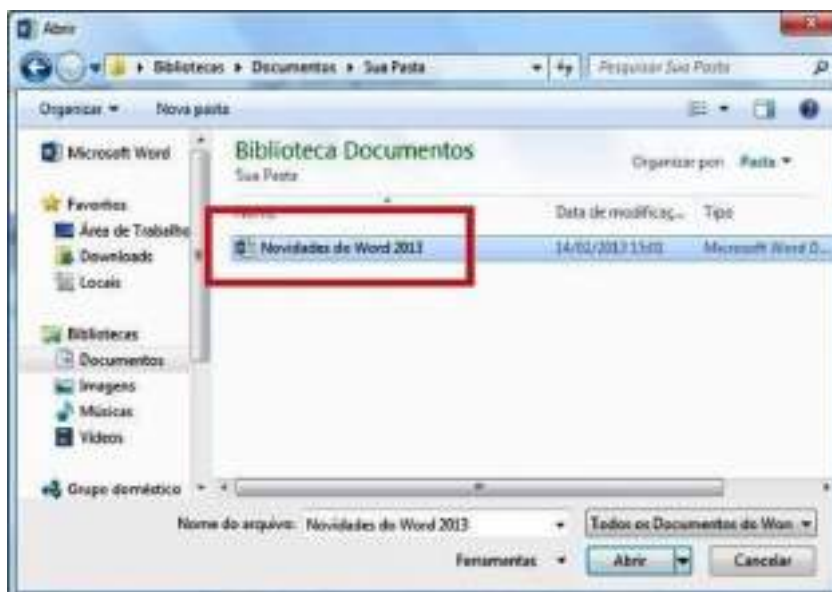 Abrir
Bibliotecas ▸ Documentos ▸ Sua Pasta
Pesquisar Sua Pasta
Organizar
Nova pasta
Microsoft Word
Favoritos
Área de Trabalho
Downloads
Locais
Bibliotecas
Documentos
Imagens
Músicas
Vídeos
Grupo doméstico
Biblioteca Documentos
Sua Pasta
Organizar por: Pasta
Data de modificaç... Tipo
Novidades do Word 2013 14/02/2013 Microsoft Word D...
Nome do arquivo: Novidades do Word 2013
Todos os Documentos do Wor
Ferramentas
Abrir
Cancelar